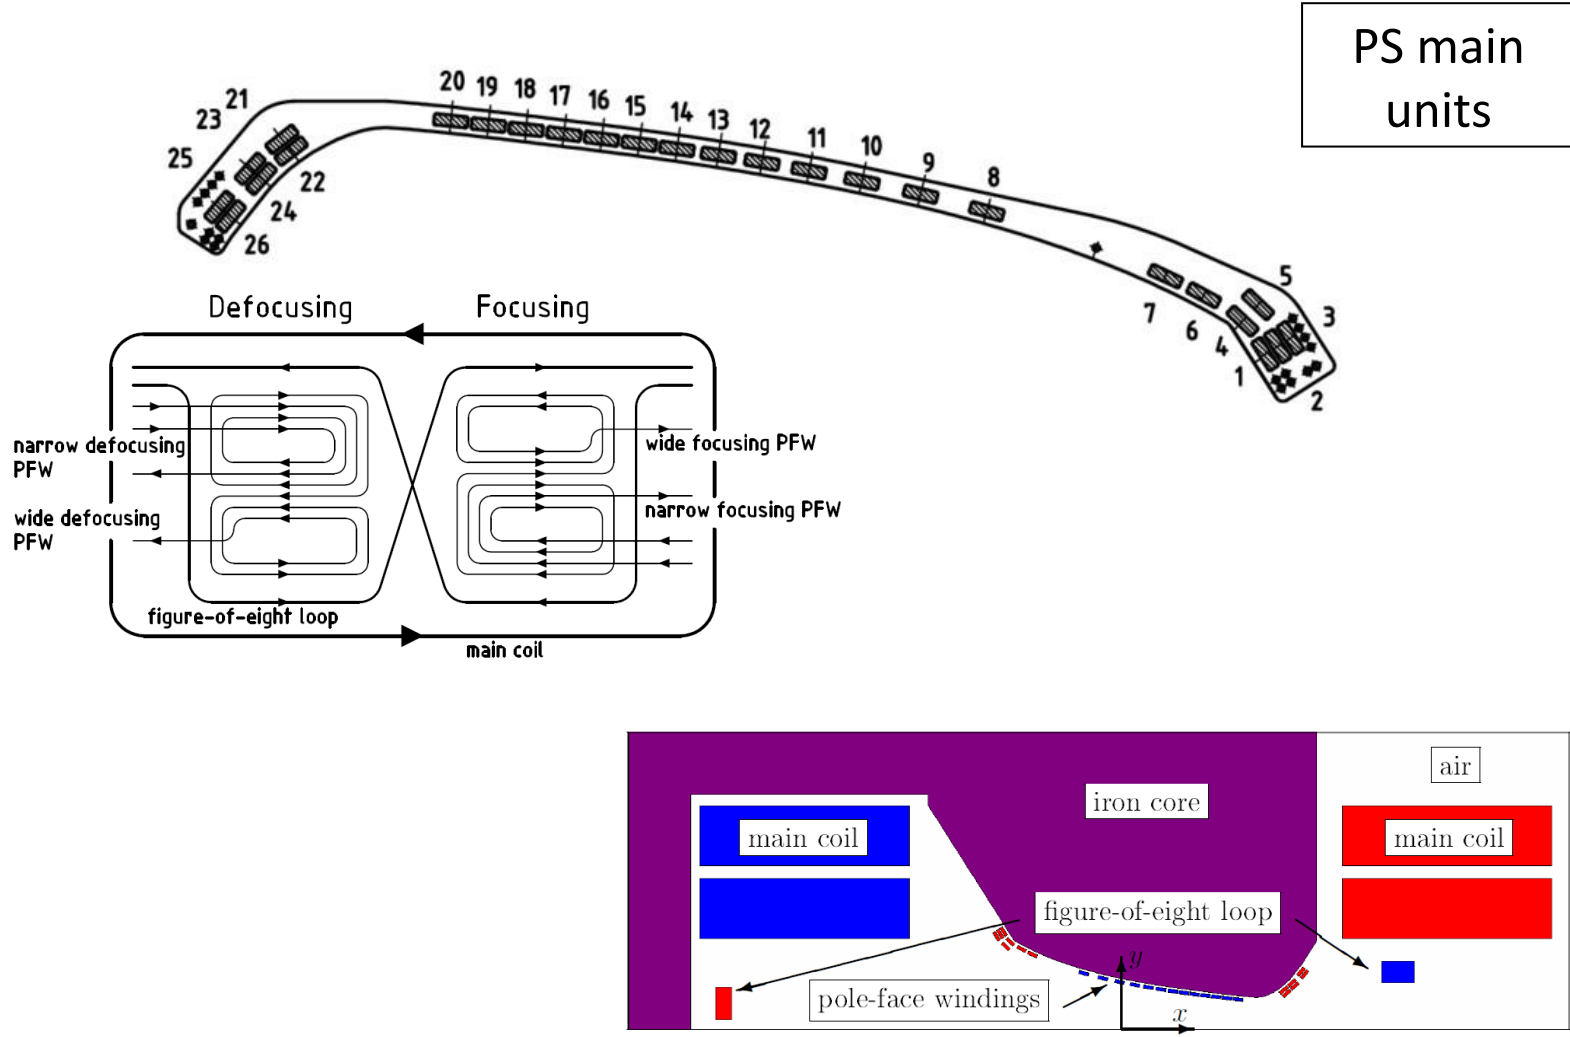 PS main
units
20
19
18
17
16
15
14
13
12
11
10
9
8
21
23
25
22
24
26
7
6
4
1
5
3
2
Defocusing
Focusing
narrow defocusing
PFW
wide defocusing
PFW
wide focusing PFW
narrow focusing PFW
figure-of-eight loop
main coil
air
iron core
main coil
main coil
figure-of-eight loop
pole-face windings
y
x